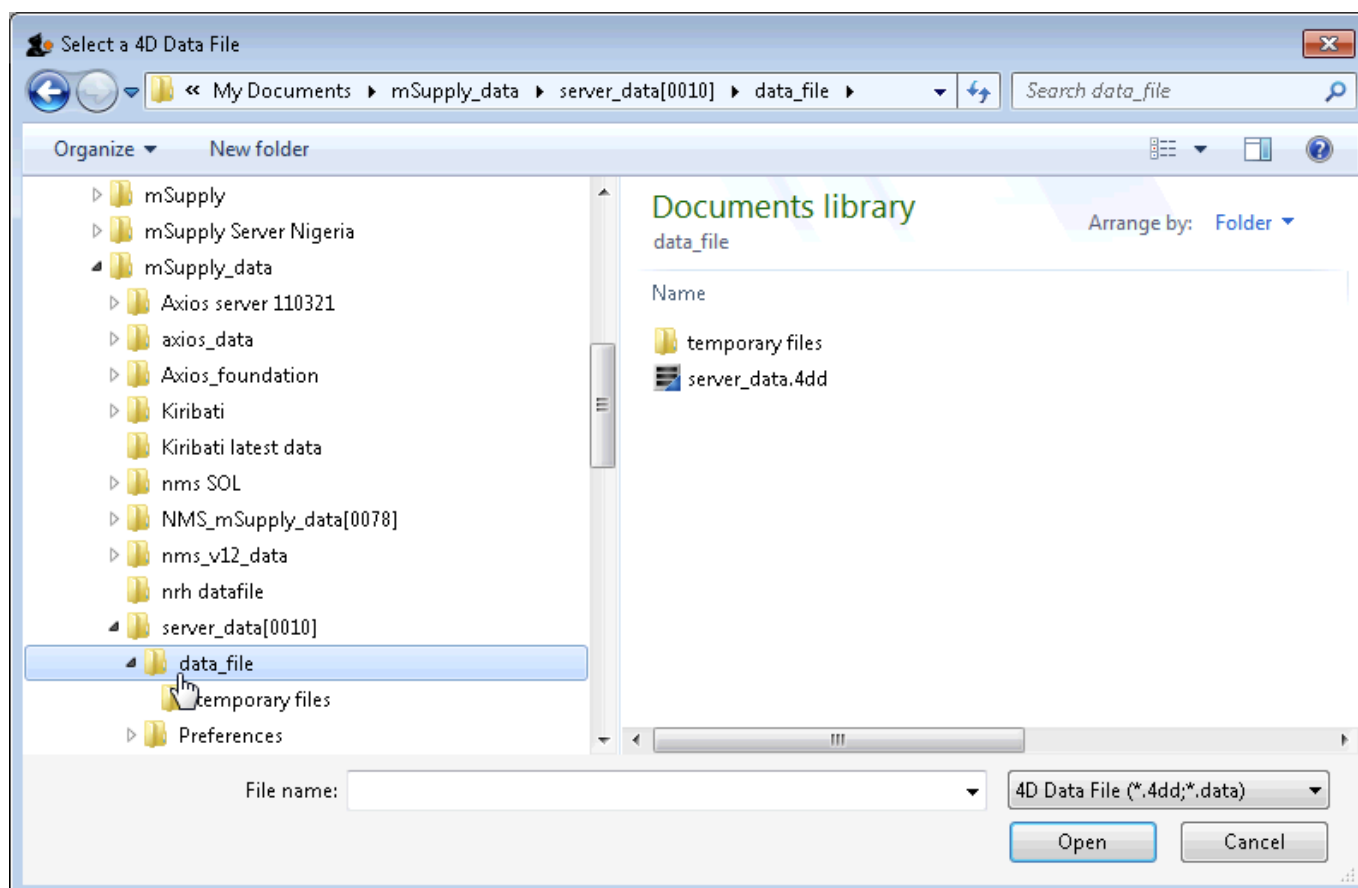 Select a 4D Data File
« My Documents ▸ mSupply_data ▸ server_data[0010] ▸ data_file ▸
Search data_file
Organize
New folder
mSupply
mSupply Server Nigeria
mSupply_data
Axios server 110321
axios_data
Axios_foundation
Kiribati
Kiribati latest data
nms SOL
NMS_mSupply_data[0078]
nms_v12_data
nrh datafile
server_data[0010]
data_file
temporary files
Preferences
Documents library
data_file
Arrange by: Folder
Name
temporary files
server_data.4dd
File name:
4D Data File (*.4dd;*.data)
Open
Cancel